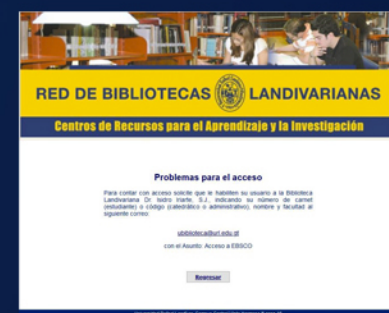 RED DE BIBLIOTECAS LANDIVARIANAS
Centros de Recursos para el Aprendizaje y la Investigación
Problemas para el acceso
Para contar con acceso solicite que le habiliten su usuario a la Biblioteca
Landivariana Dr. Isidro Iriarte, S.J., indicando su número de carnet
(estudiante) o código (catedrático o administrativo), nombre y facultad al
siguiente correo:
ubiblioteca@url.edu.gt
con el Asunto: Acceso a EBSCO
Regresar